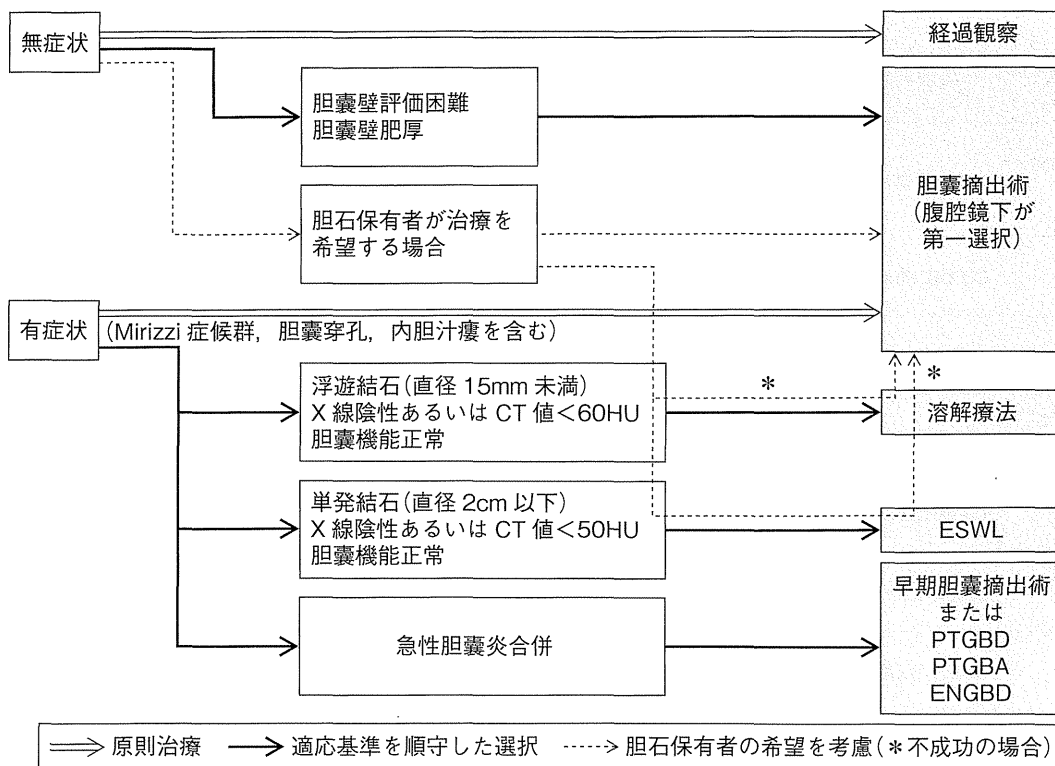 無症状
経過観察
胆嚢壁評価困難
胆嚢壁肥厚
胆嚢摘出術
(腹腔鏡下が
第一選択)
胆石保有者が治療を
希望する場合
有症状
(Mirizzi 症候群, 胆嚢穿孔, 内胆汁瘻を含む)
浮遊結石(直径 15mm 未満)
X 線陰性あるいは CT 値<60HU
胆嚢機能正常
*
*
溶解療法
単発結石(直径 2cm 以下)
X 線陰性あるいは CT 値<50HU
胆嚢機能正常
ESWL
急性胆嚢炎合併
早期胆嚢摘出術
または
PTGBD
PTGBA
ENGBD
原則治療 適応基準を順守した選択 胆石保有者の希望を考慮(*不成功の場合)